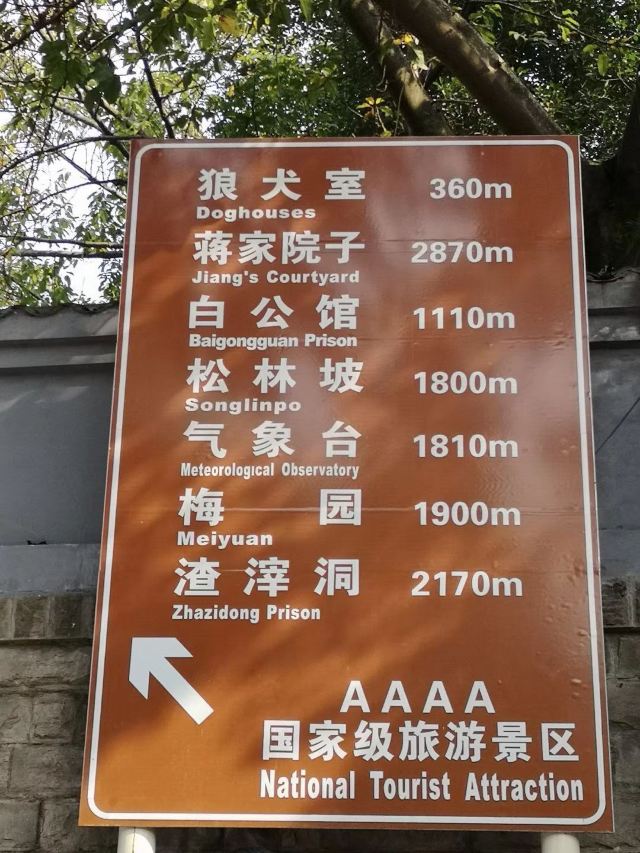 狼犬室 360m
Doghouses
蒋家院子 2870m
Jiang's Courtyard
白公馆 1110m
Baigongguan Prison
松林坡 1800m
Songlinpo
气象台 1810m
Meteorological Observatory
梅园 1900m
Meiyuan
渣滓洞 2170m
Zhazidong Prison
AAAA
国家级旅游景区
National Tourist Attraction